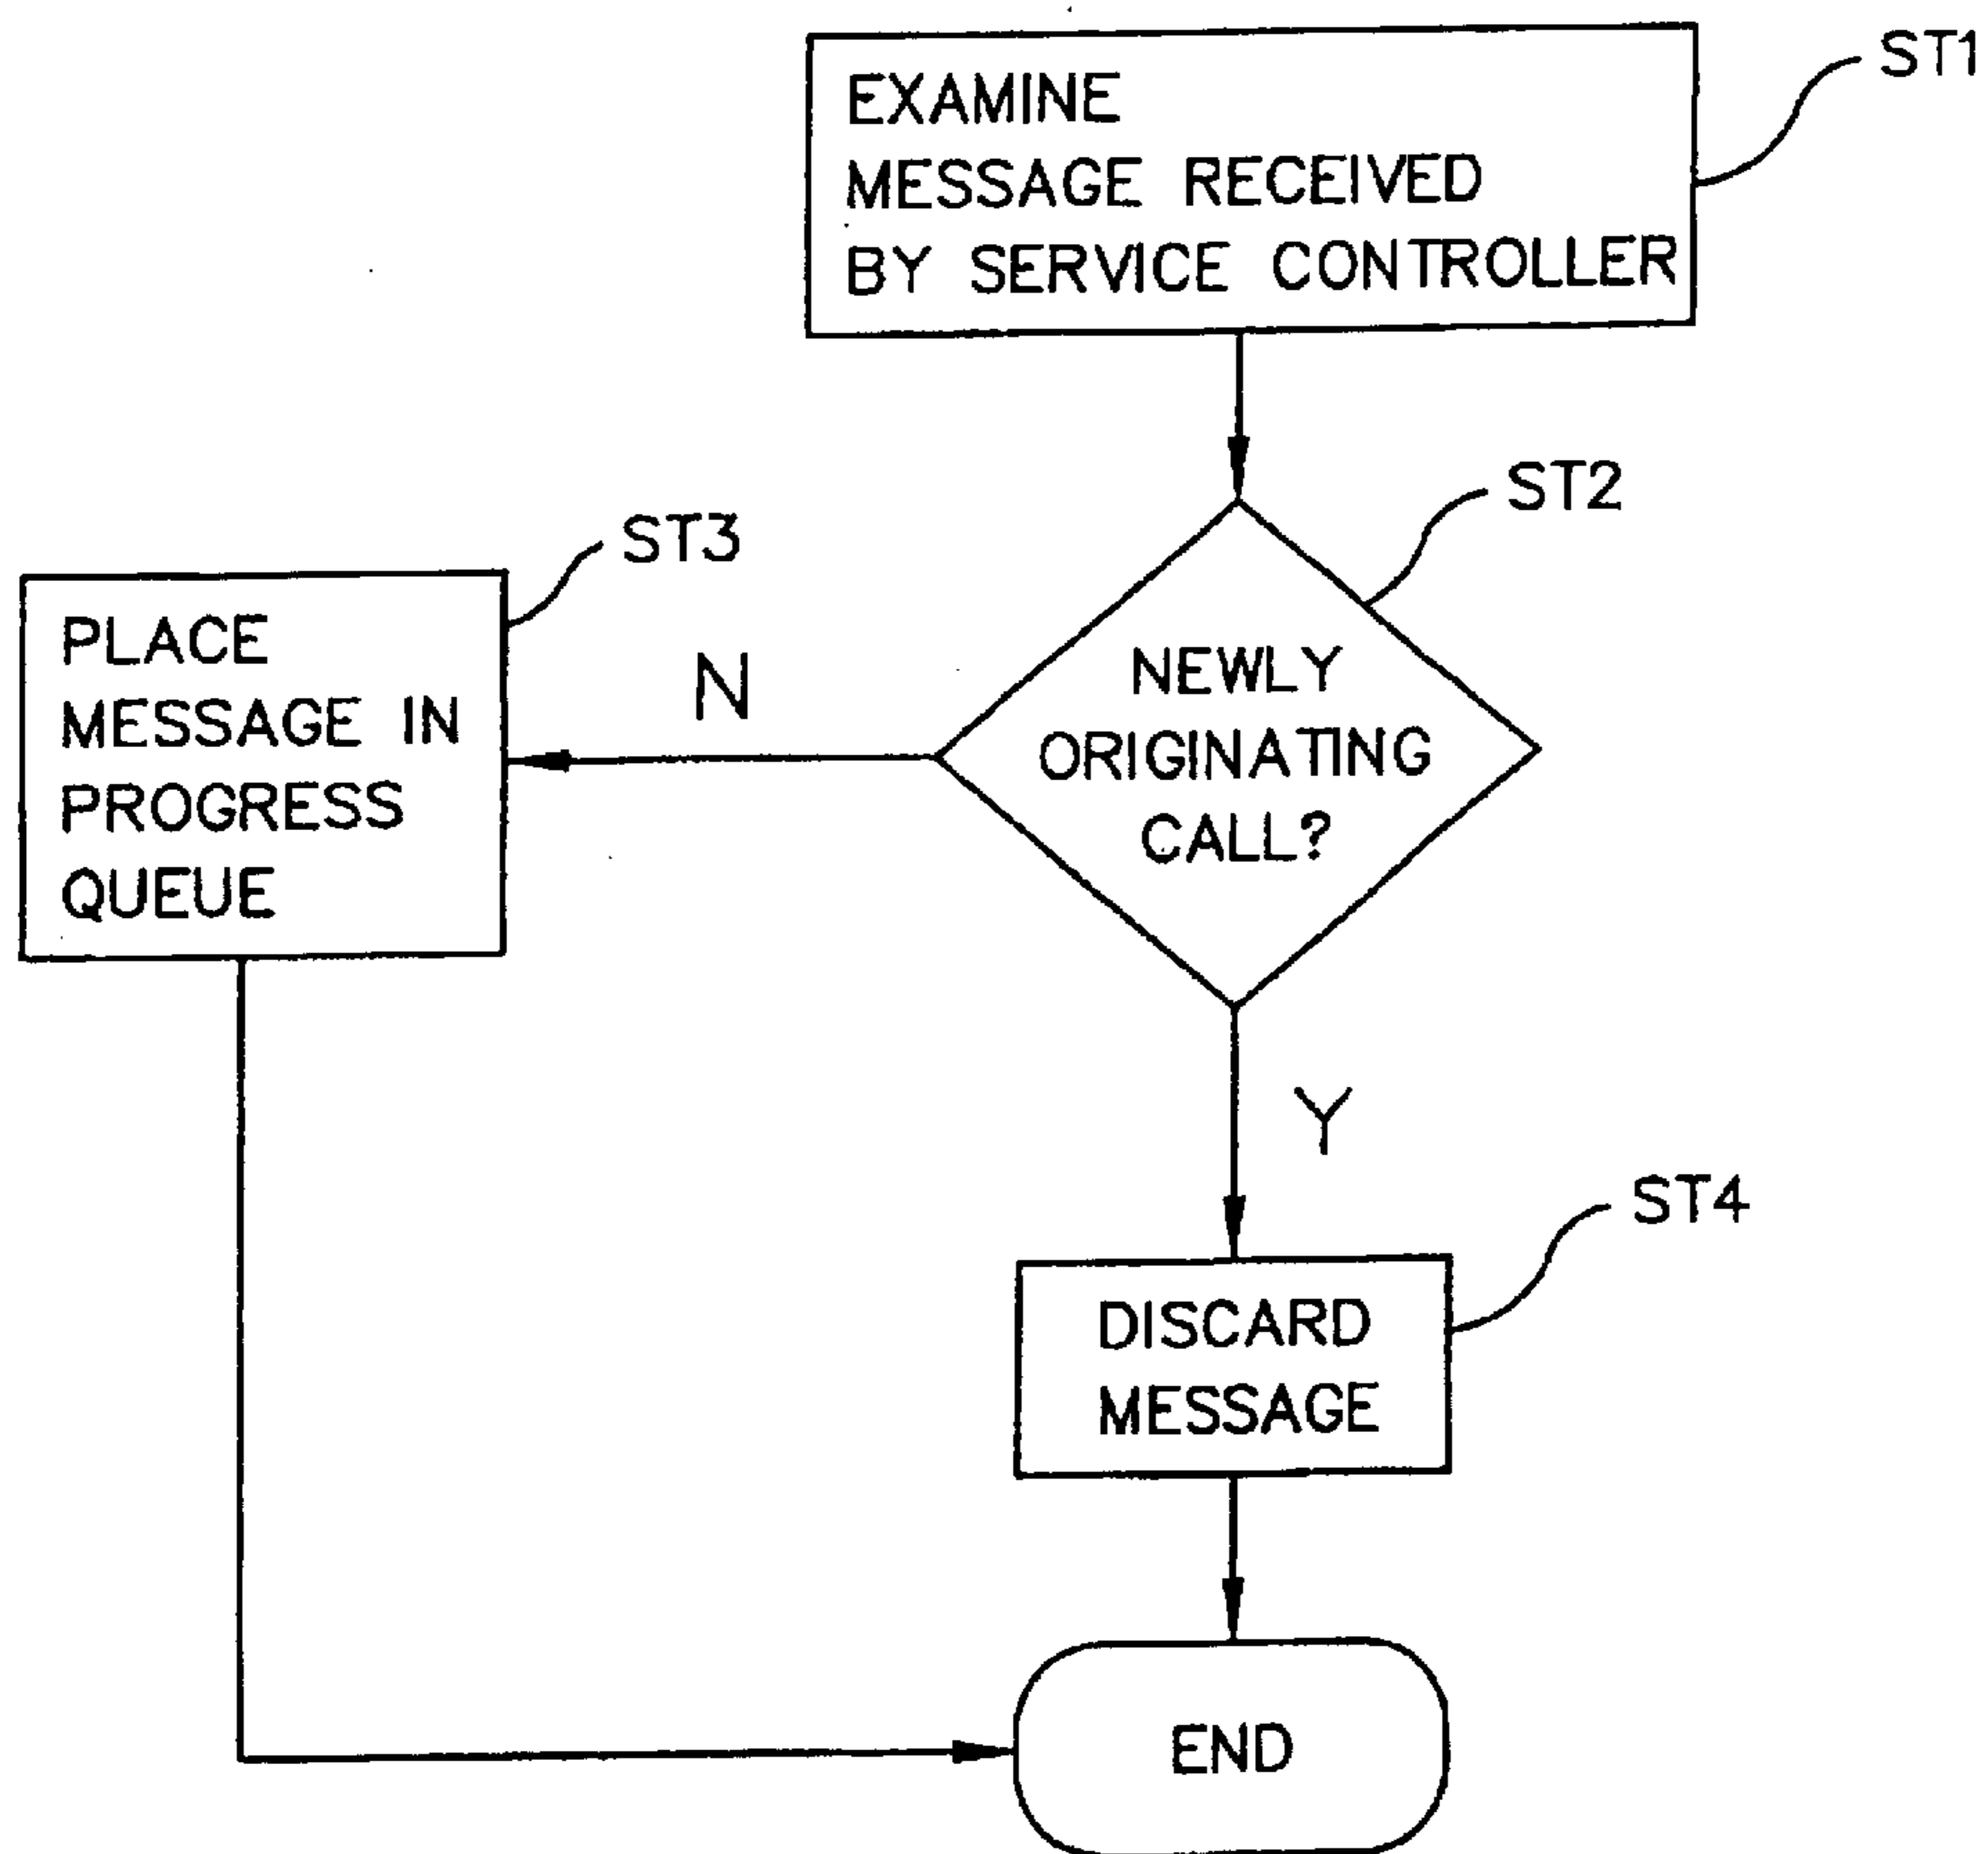 EXAMINE
MESSAGE RECEIVED
BY SERVICE CONTROLLER
ST1
NEWLY
ORIGINATING
CALL?
ST2
N
PLACE
MESSAGE IN
PROGRESS
QUEUE
ST3
Y
DISCARD
MESSAGE
ST4
END